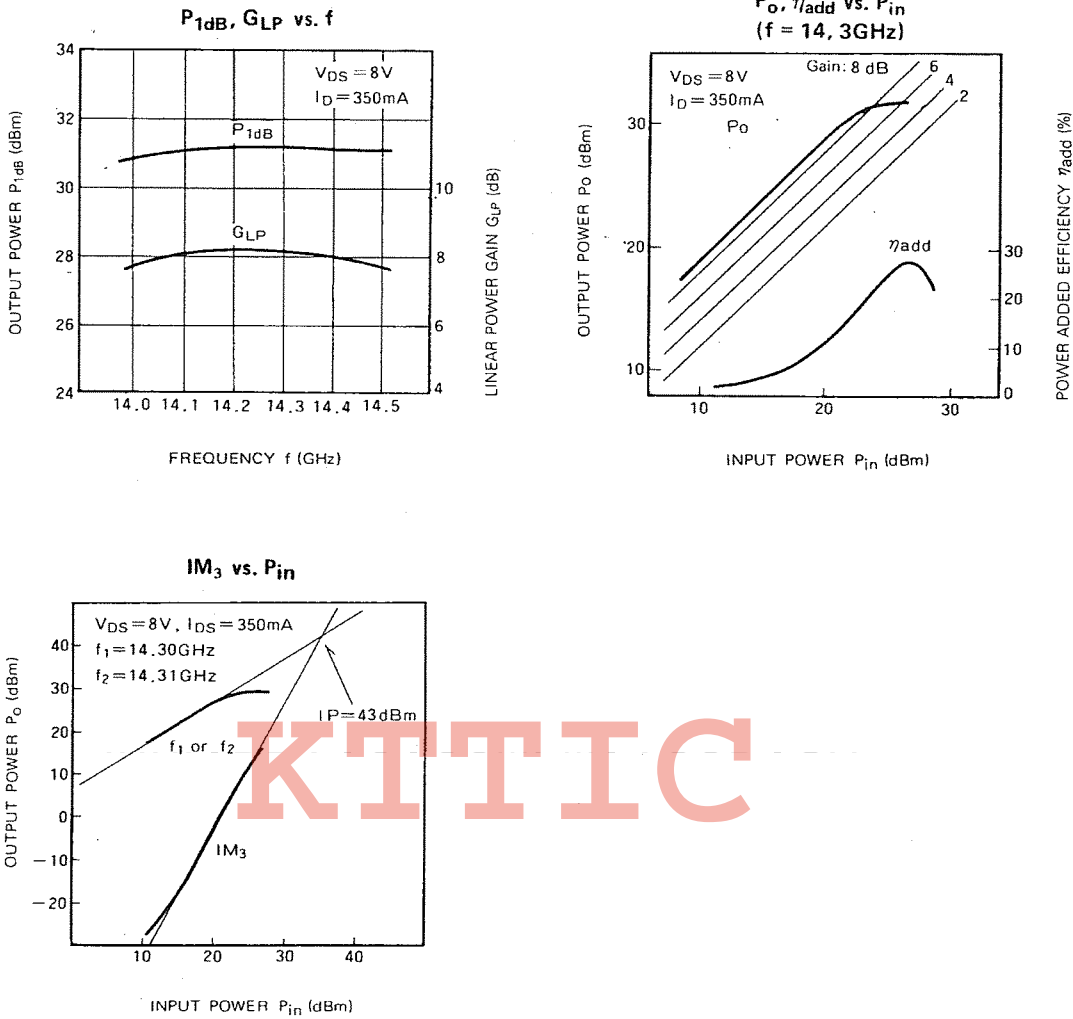 P1dB, GLP vs. f
34
32
30
28
26
24
OUTPUT POWER P1dB (dBm)
VDS=8V
ID=350mA
P1dB
GLP
10
8
6
4
LINEAR POWER GAIN GLP (dB)
14.0 14.1 14.2 14.3 14.4 14.5
FREQUENCY f (GHz)
Po, ηadd vs. Pin
(f = 14, 3GHz)
VDS=8V
ID=350mA
Po
Gain: 8 dB
6
4
2
30
20
10
OUTPUT POWER Po (dBm)
ηadd
30
20
10
0
POWER ADDED EFFICIENCY ηadd (%)
10 20 30
INPUT POWER Pin (dBm)
IM3 vs. Pin
VDS=8V, IDS=350mA
f1=14.30GHz
f2=14.31GHz
40
30
20
10
0
−10
−20
OUTPUT POWER Po (dBm)
IP=43dBm
f1 or f2
IM3
10 20 30 40
INPUT POWER Pin (dBm)
KTTIC